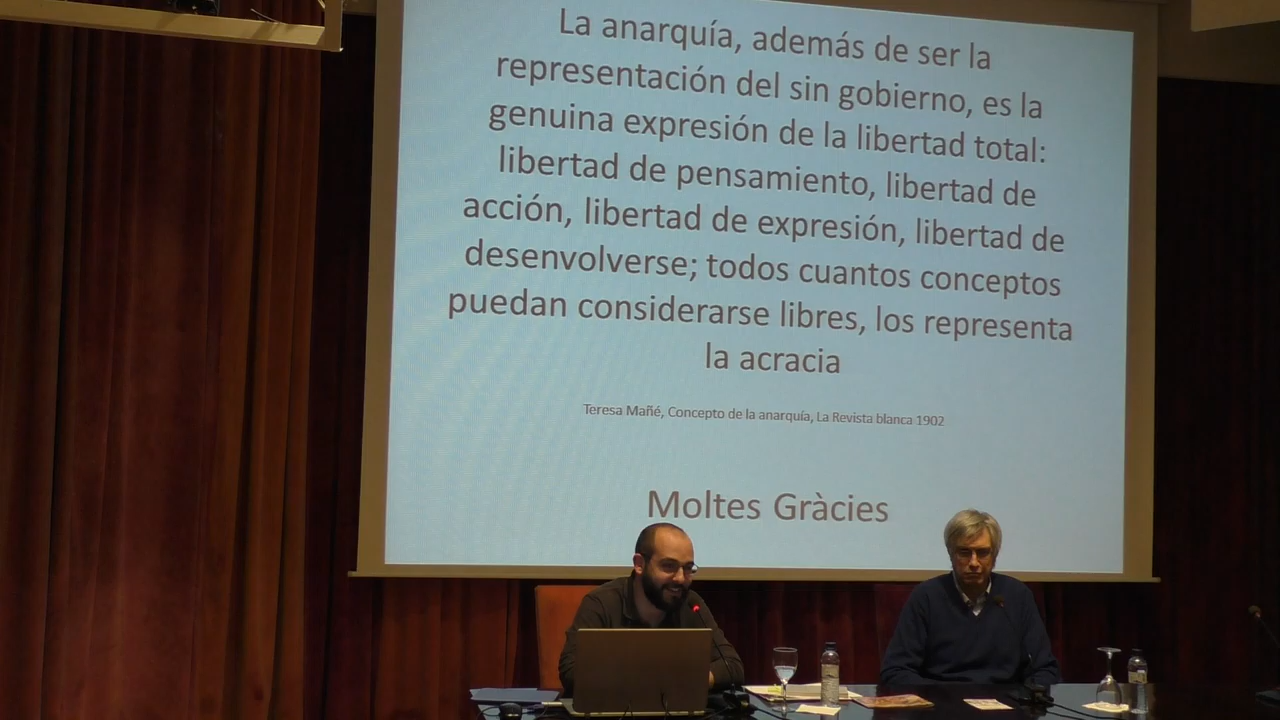 La anarquía, además de ser la
representación del sin gobierno, es la
genuina expresión de la libertad total:
libertad de pensamiento, libertad de
acción, libertad de expresión, libertad de
desenvolverse; todos cuantos conceptos
puedan considerarse libres, los representa
la acracia
Teresa Mañé, Concepto de la anarquía, La Revista blanca 1902
Moltes Gràcies